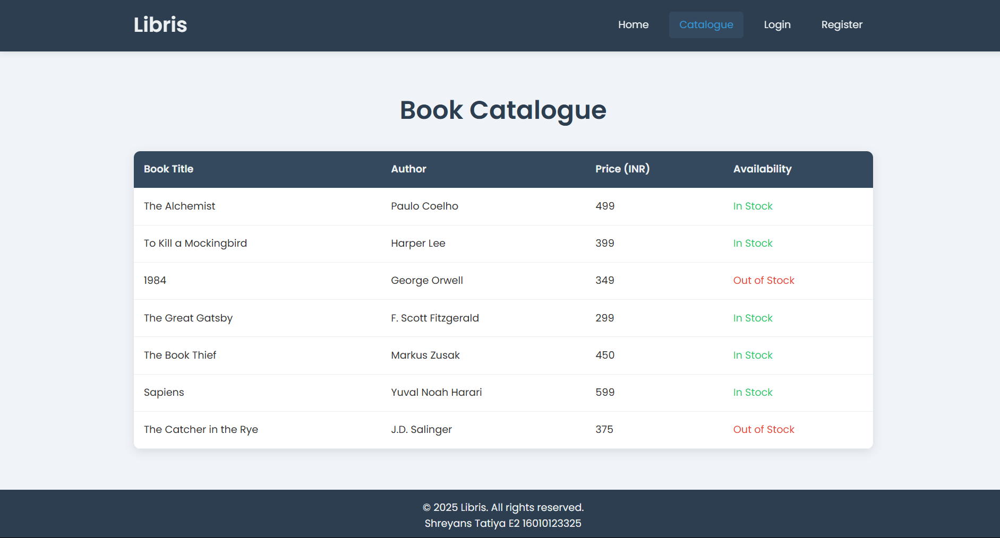 Libris
Home Catalogue Login Register
Book Catalogue
Book Title Author Price (INR) Availability
The Alchemist Paulo Coelho 499 In Stock
To Kill a Mockingbird Harper Lee 399 In Stock
1984 George Orwell 349 Out of Stock
The Great Gatsby F. Scott Fitzgerald 299 In Stock
The Book Thief Markus Zusak 450 In Stock
Sapiens Yuval Noah Harari 599 In Stock
The Catcher in the Rye J.D. Salinger 375 Out of Stock
© 2025 Libris. All rights reserved.
Shreyans Tatiya E2 16010123325